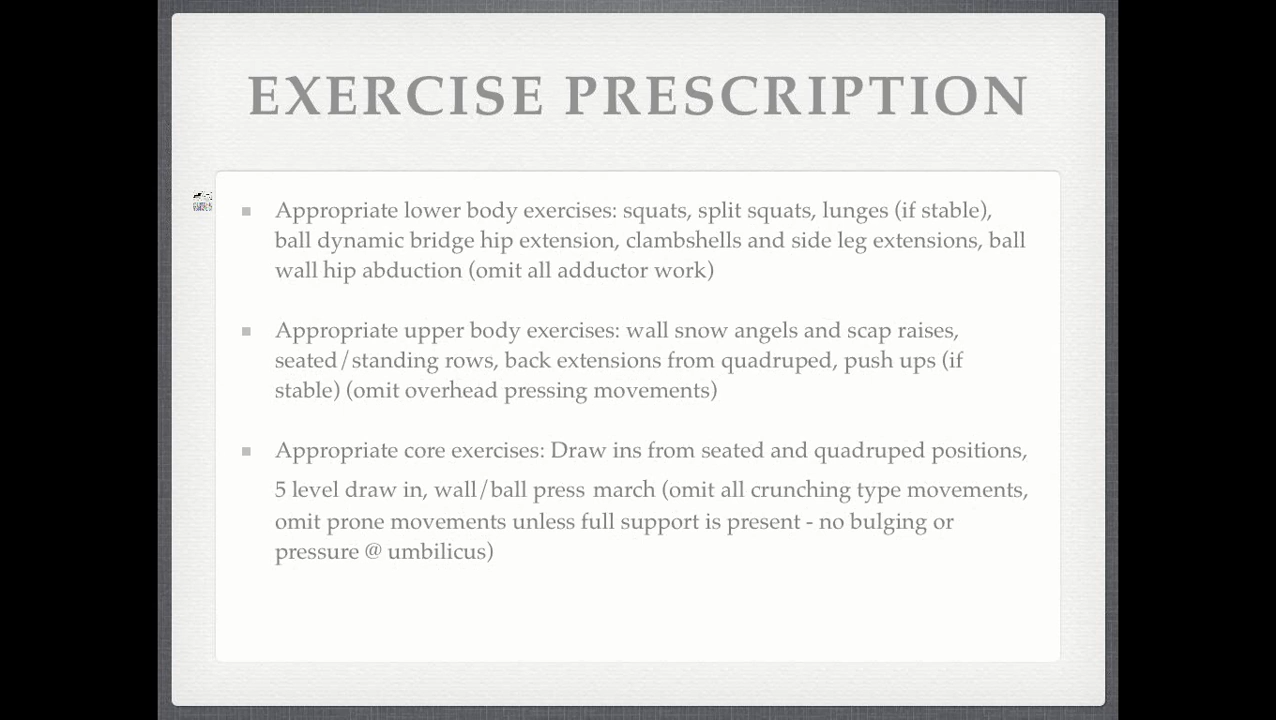 EXERCISE PRESCRIPTION
Appropriate lower body exercises: squats, split squats, lunges (if stable),
ball dynamic bridge hip extension, clambshells and side leg extensions, ball
wall hip abduction (omit all adductor work)
Appropriate upper body exercises: wall snow angels and scap raises,
seated/standing rows, back extensions from quadruped, push ups (if
stable) (omit overhead pressing movements)
Appropriate core exercises: Draw ins from seated and quadruped positions,
5 level draw in, wall/ball press march (omit all crunching type movements,
omit prone movements unless full support is present - no bulging or
pressure @ umbilicus)